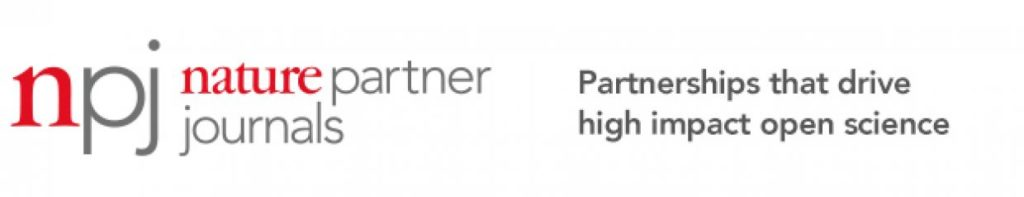 npj nature partner
journals
Partnerships that drive
high impact open science